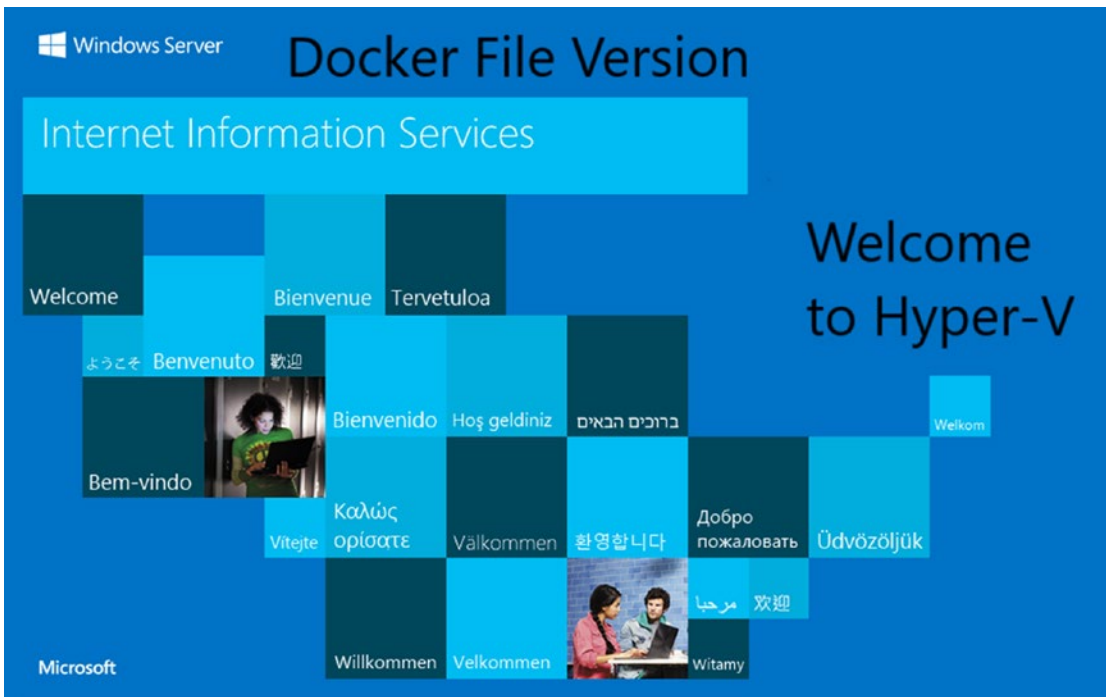 Windows Server
Docker File Version
Internet Information Services
Welcome
to Hyper-V
Welcome
Bienvenue
Tervetuloa
ようこそ
Benvenuto
歡迎
Bienvenido
Hoş geldiniz
ברוכים הבאים
Welkom
Bem-vindo
Vítejte
Καλώς
ορίσατε
Välkommen
환영합니다
Добро
пожаловать
Üdvözöljük
مرحبا
欢迎
Microsoft
Willkommen
Velkommen
Witamy